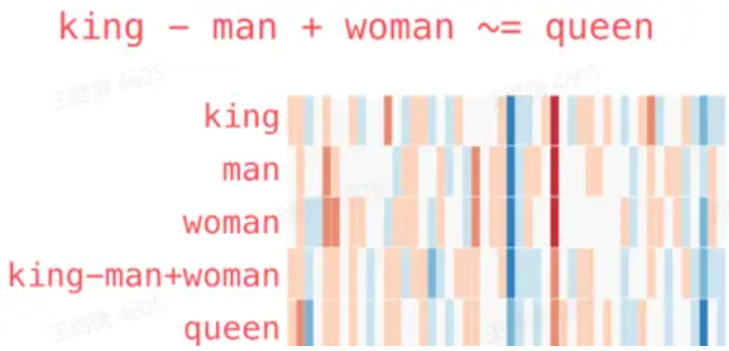 king − man + woman ~= queen
king
man
woman
king−man+woman
queen